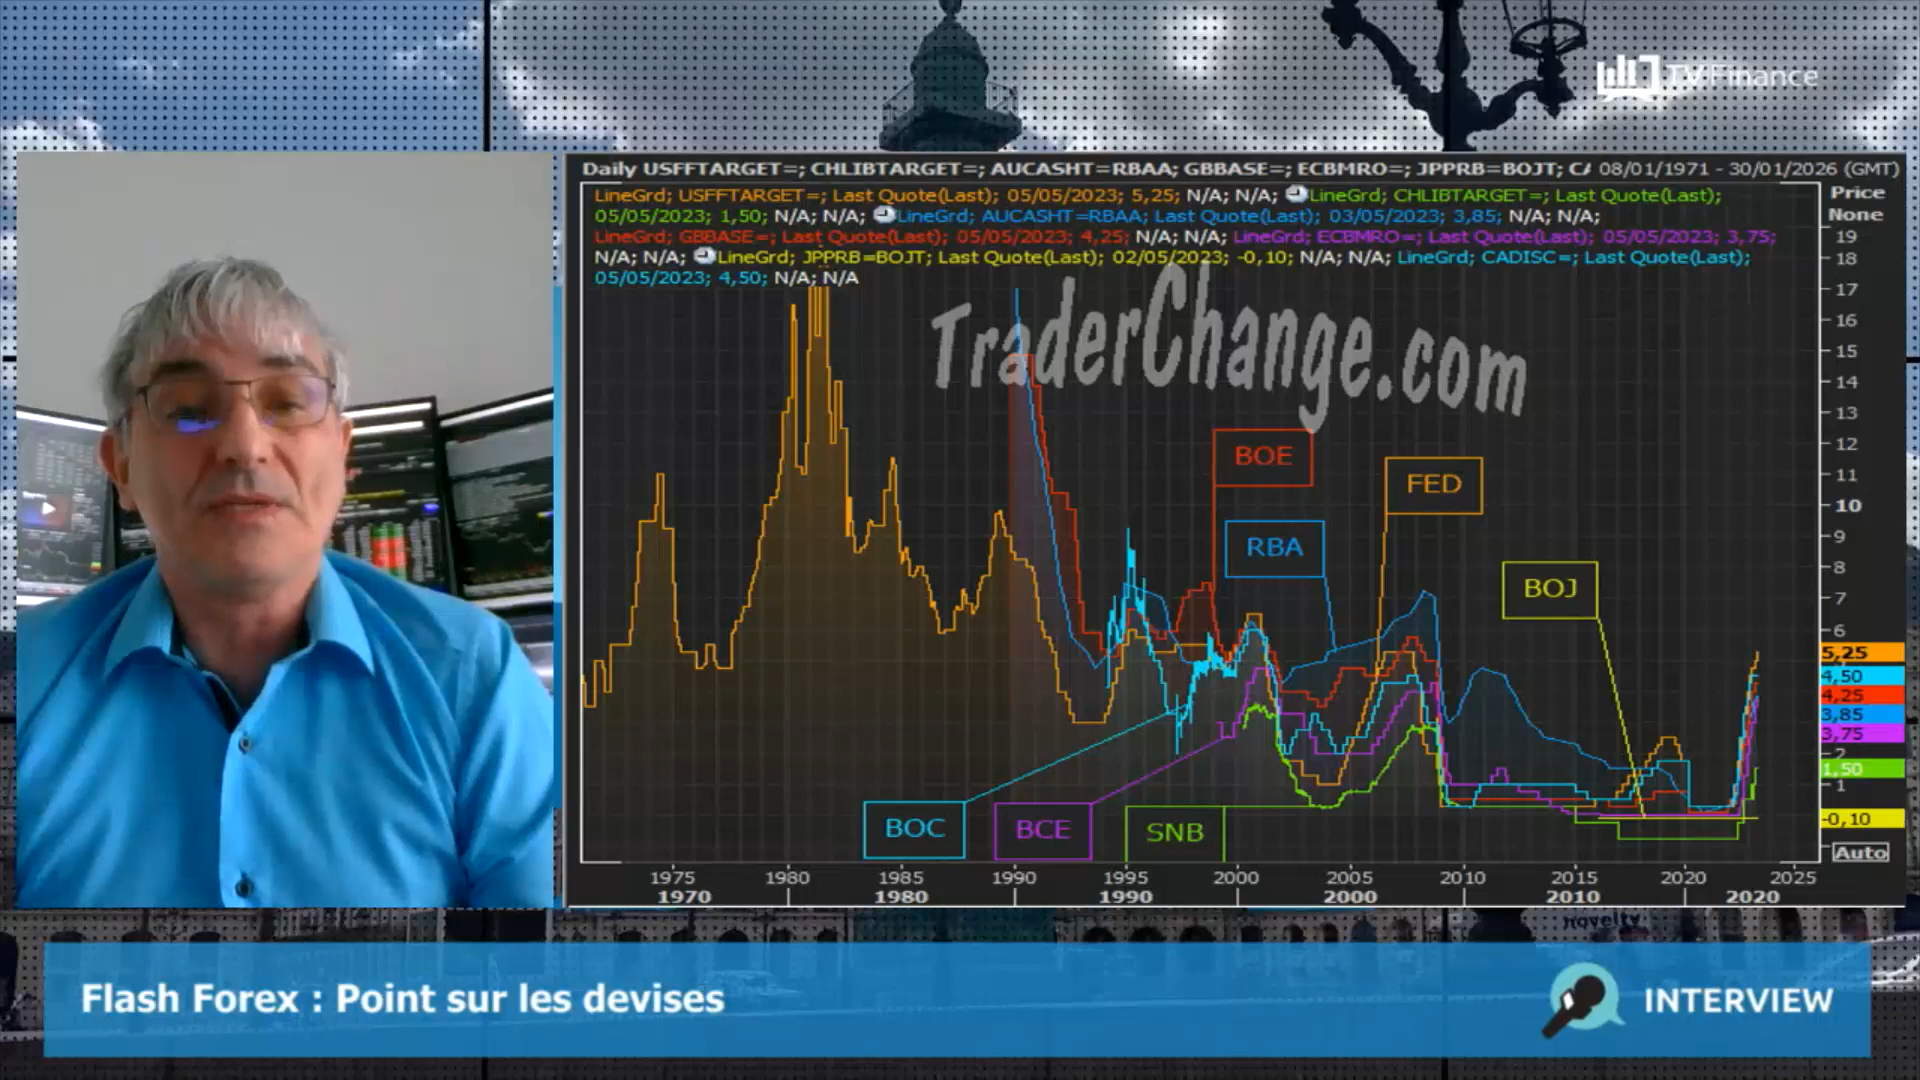 TV Finance
Daily USFFTARGET=; CHLIBTARGET=; AUCASHT=RBAA; GBBASE=; ECBMRO=; JPPRB=BOJT; CA 08/01/1971 - 30/01/2026 (GMT)
LineGrd; USFFTARGET=; Last Quote(Last); 05/05/2023; 5,25; N/A; N/A; LineGrd; CHLIBTARGET=; Last Quote(Last);
05/05/2023; 1,50; N/A; N/A; LineGrd; AUCASHT=RBAA; Last Quote(Last); 03/05/2023; 3,85; N/A; N/A;
LineGrd; GBBASE=; Last Quote(Last); 05/05/2023; 4,25; N/A; N/A; LineGrd; ECBMRO=; Last Quote(Last); 05/05/2023; 3,75;
N/A; N/A; LineGrd; JPPRB=BOJT; Last Quote(Last); 02/05/2023; -0,10; N/A; N/A; LineGrd; CADISC=; Last Quote(Last);
05/05/2023; 4,50; N/A; N/A
Price
None
19
18
17
16
15
14
13
12
11
10
9
8
7
6
5,25
4,50
4,25
3,85
3,75
2
1,50
1
-0,10
Auto
TraderChange.com
BOE
FED
RBA
BOJ
BOC
BCE
SNB
1975 1980 1985 1990 1995 2000 2005 2010 2015 2020 2025
1970 1980 1990 2000 2010 2020
novelty
Flash Forex : Point sur les devises
INTERVIEW